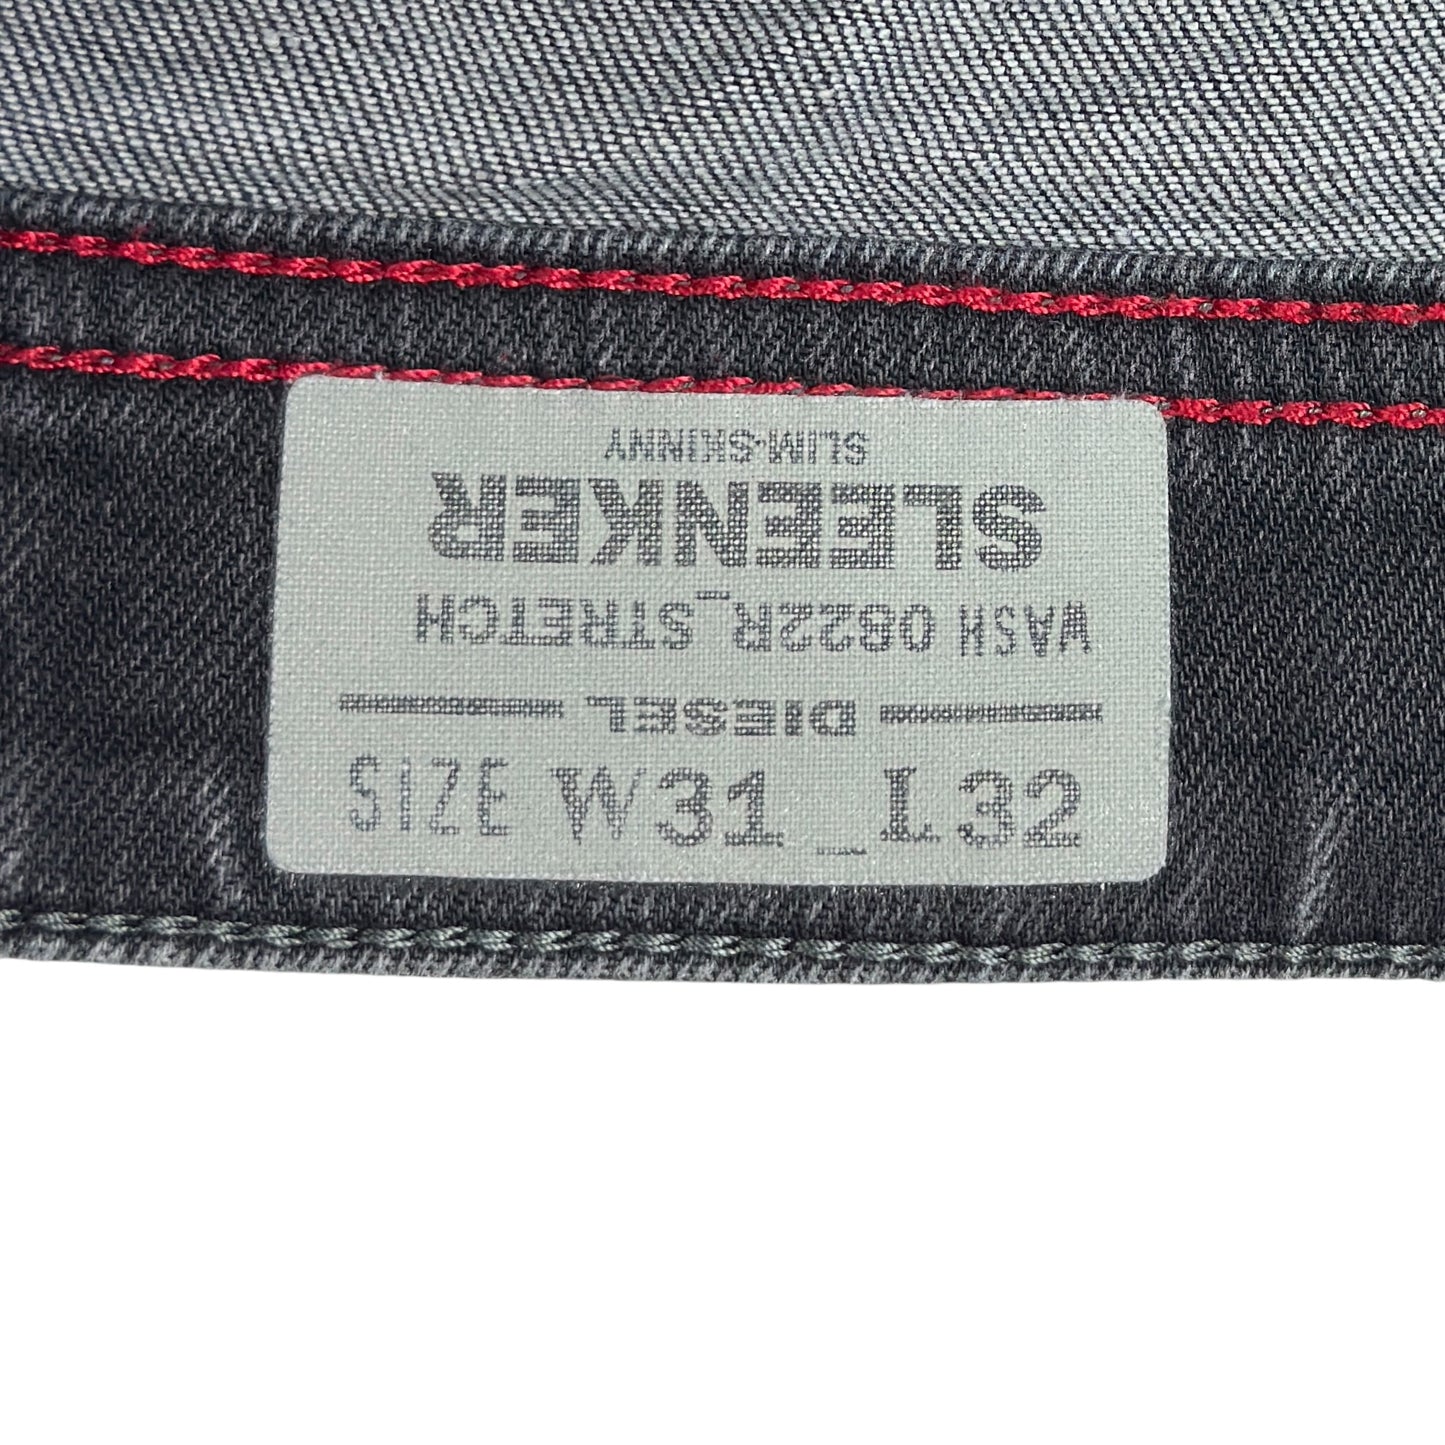 DIESEL
WASH 0822R_STRETCH
SLEENKER
SLIM-SKINNY
SIZE W31_L32